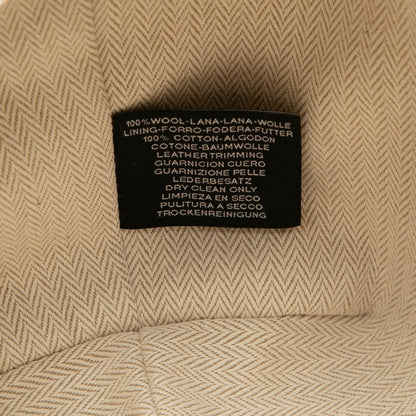 100% WOOL-LANA-LANA-WOLLE
LINING-FORRO-FODERA-FUTTER
100% COTTON-ALGODON
COTONE-BAUMWOLLE
LEATHER TRIMMING
GUARNICION CUERO
GUARNIZIONE PELLE
LEDERBESATZ
DRY CLEAN ONLY
LIMPIEZA EN SECO
PULITURA A SECCO
TROCKENREINIGUNG